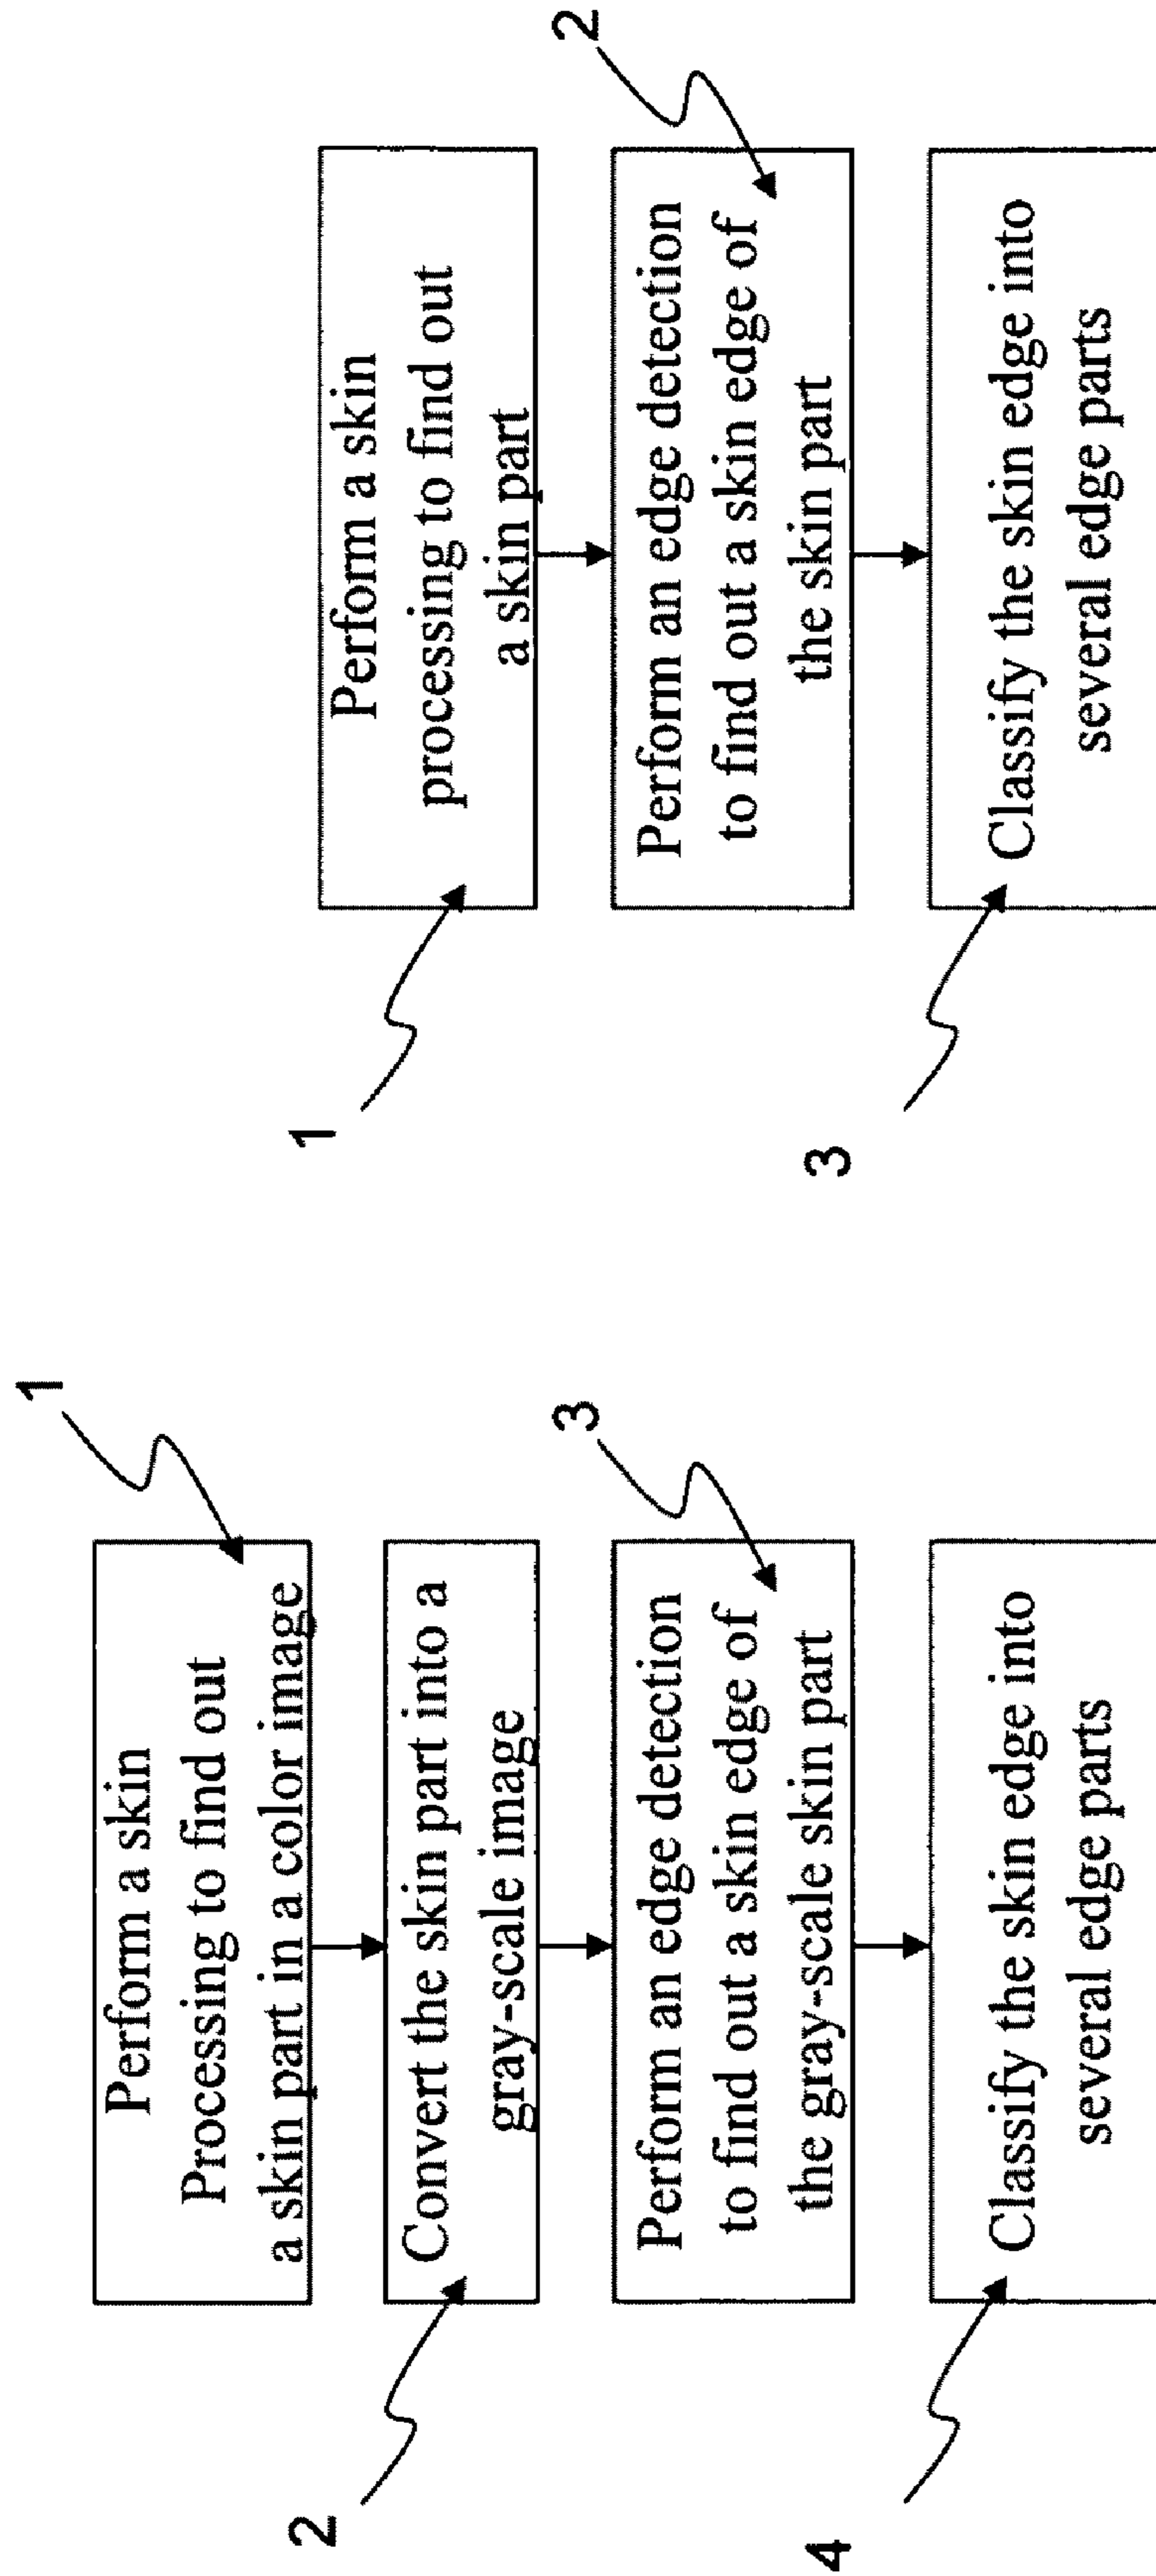 1
Perform a skin
Processing to find out
a skin part in a color image
2
Convert the skin part into a
gray-scale image
3
Perform an edge detection
to find out a skin edge of
the gray-scale skin part
4
Classify the skin edge into
several edge parts
1
Perform a skin
processing to find out
a skin part
2
Perform an edge detection
to find out a skin edge of
the skin part
3
Classify the skin edge into
several edge parts